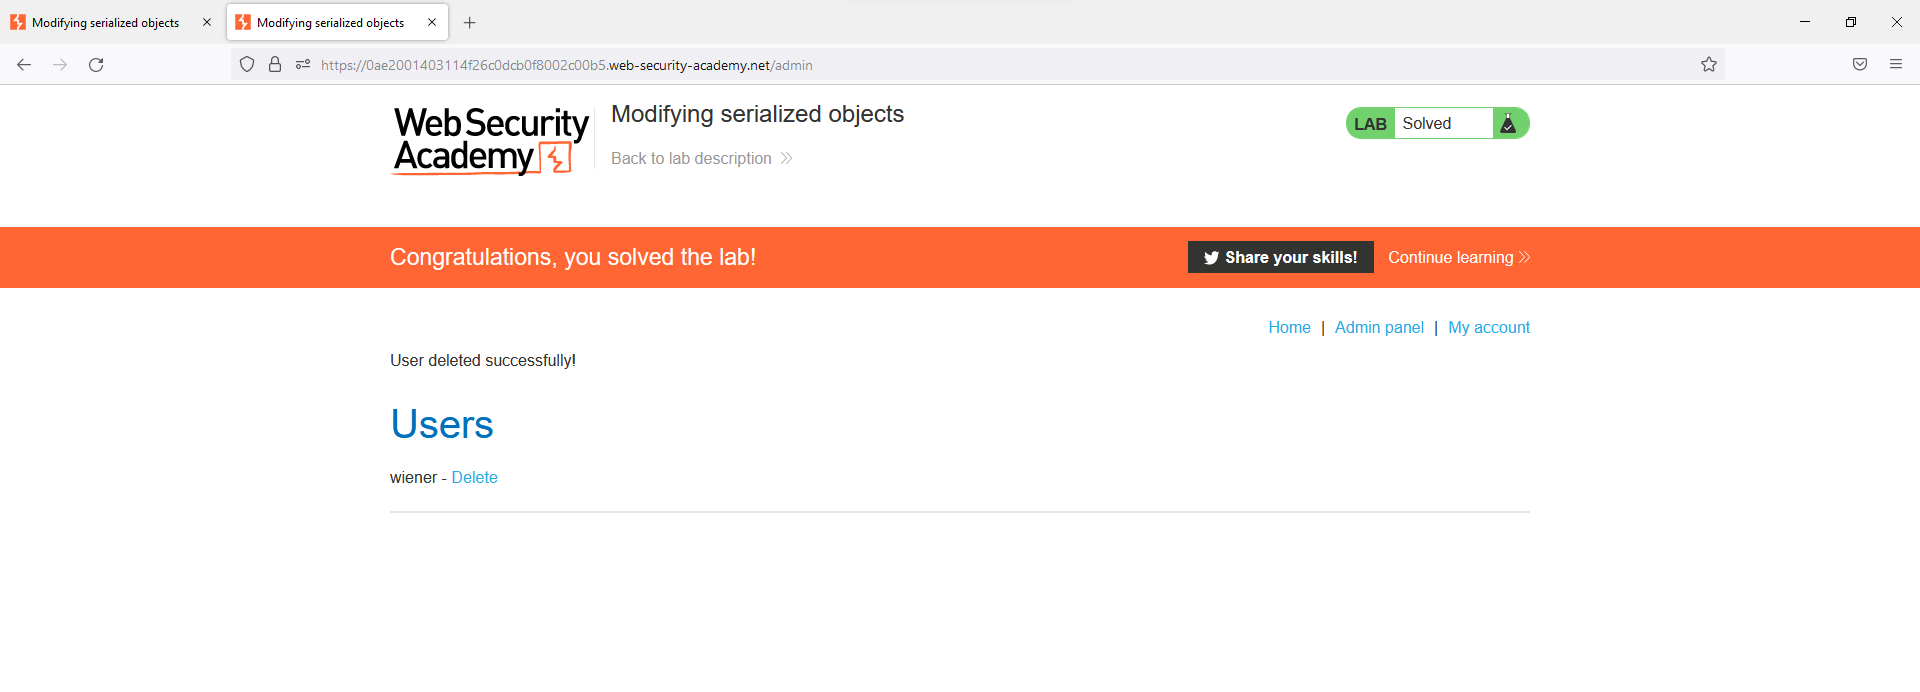 Modifying serialized objects
Modifying serialized objects
https://0ae2001403114f26c0dcb0f8002c00b5.web-security-academy.net/admin
Web Security
Academy
Modifying serialized objects
Back to lab description
LAB Solved
Congratulations, you solved the lab!
Share your skills! Continue learning
Home | Admin panel | My account
User deleted successfully!
Users
wiener - Delete